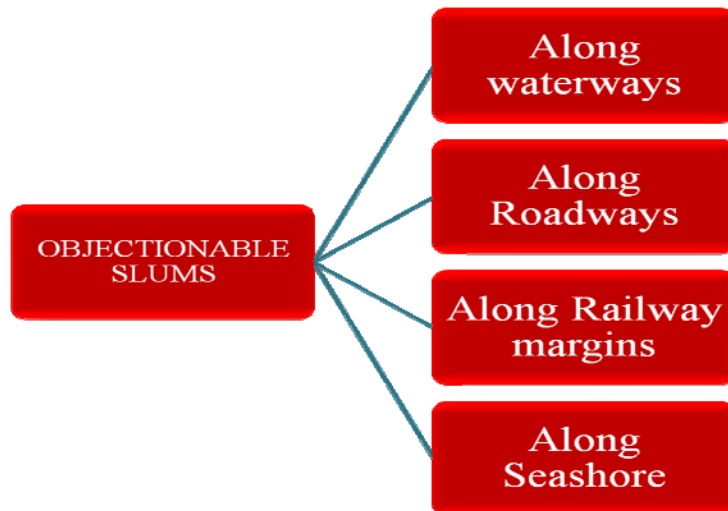 OBJECTIONABLE
SLUMS
Along
waterways
Along
Roadways
Along Railway
margins
Along
Seashore